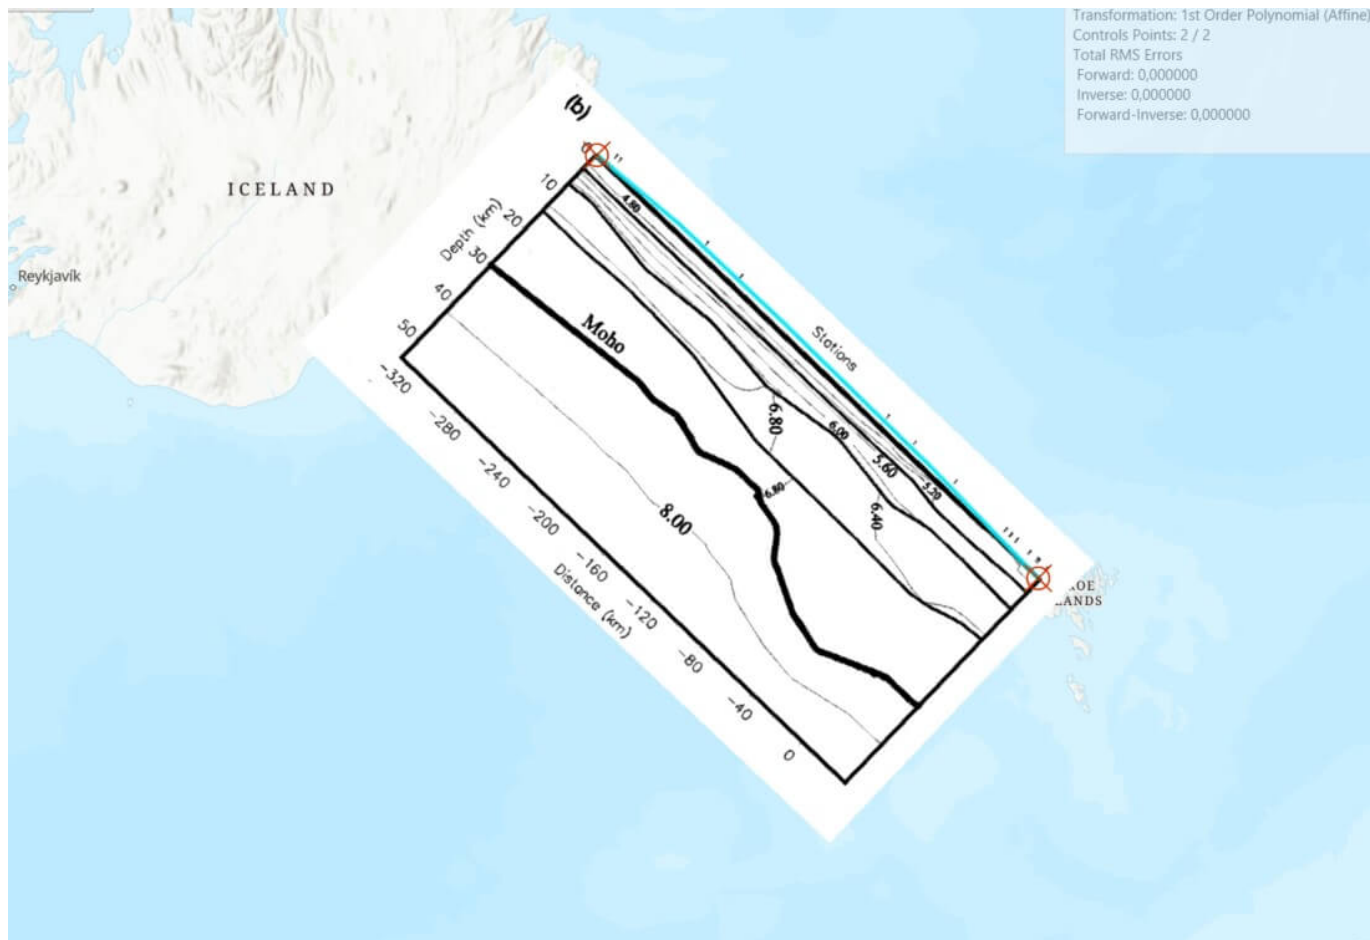 Transformation: 1st Order Polynomial (Affine)
Controls Points: 2 / 2
Total RMS Errors
Forward: 0,000000
Inverse: 0,000000
Forward-Inverse: 0,000000
(b)
ICELAND
Reykjavík
10
20
Depth (km)
30
40
50
4.80
Stations
Moho
6.80
6.00
5.60
5.20
6.80
6.40
8.00
-320
-280
-240
-200
-160
Distance (km)
-120
-80
-40
0
ROE
LANDS